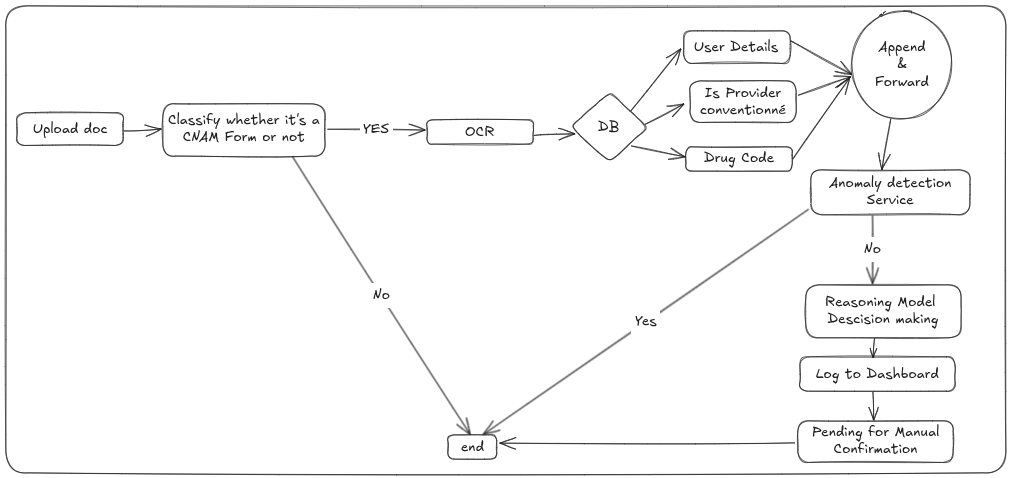 Upload doc
Classify whether it's a
CNAM Form or not
YES
OCR
DB
User Details
Is Provider
conventionné
Drug Code
Append
&
Forward
Anomaly detection
Service
No
Reasoning Model
Descision making
Log to Dashboard
Pending for Manual
Confirmation
No
Yes
end